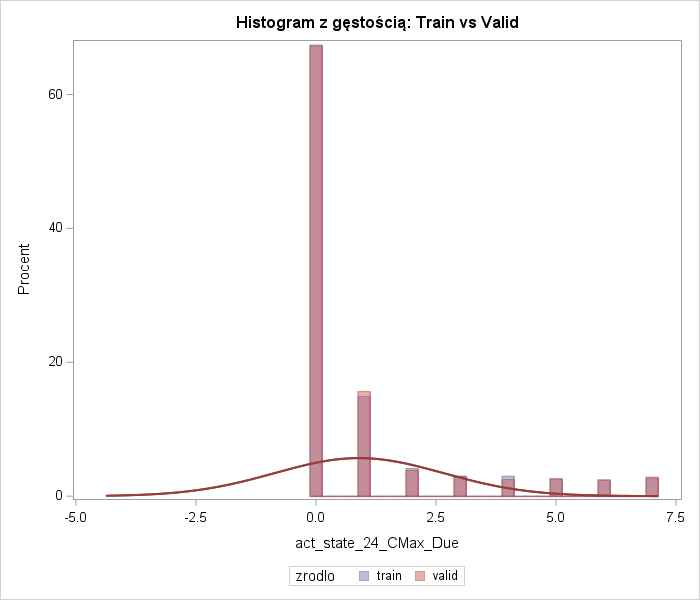 Histogram z gęstością: Train vs Valid
Procent
60
40
20
0
-5.0 -2.5 0.0 2.5 5.0 7.5
act_state_24_CMax_Due
zrodlo train valid